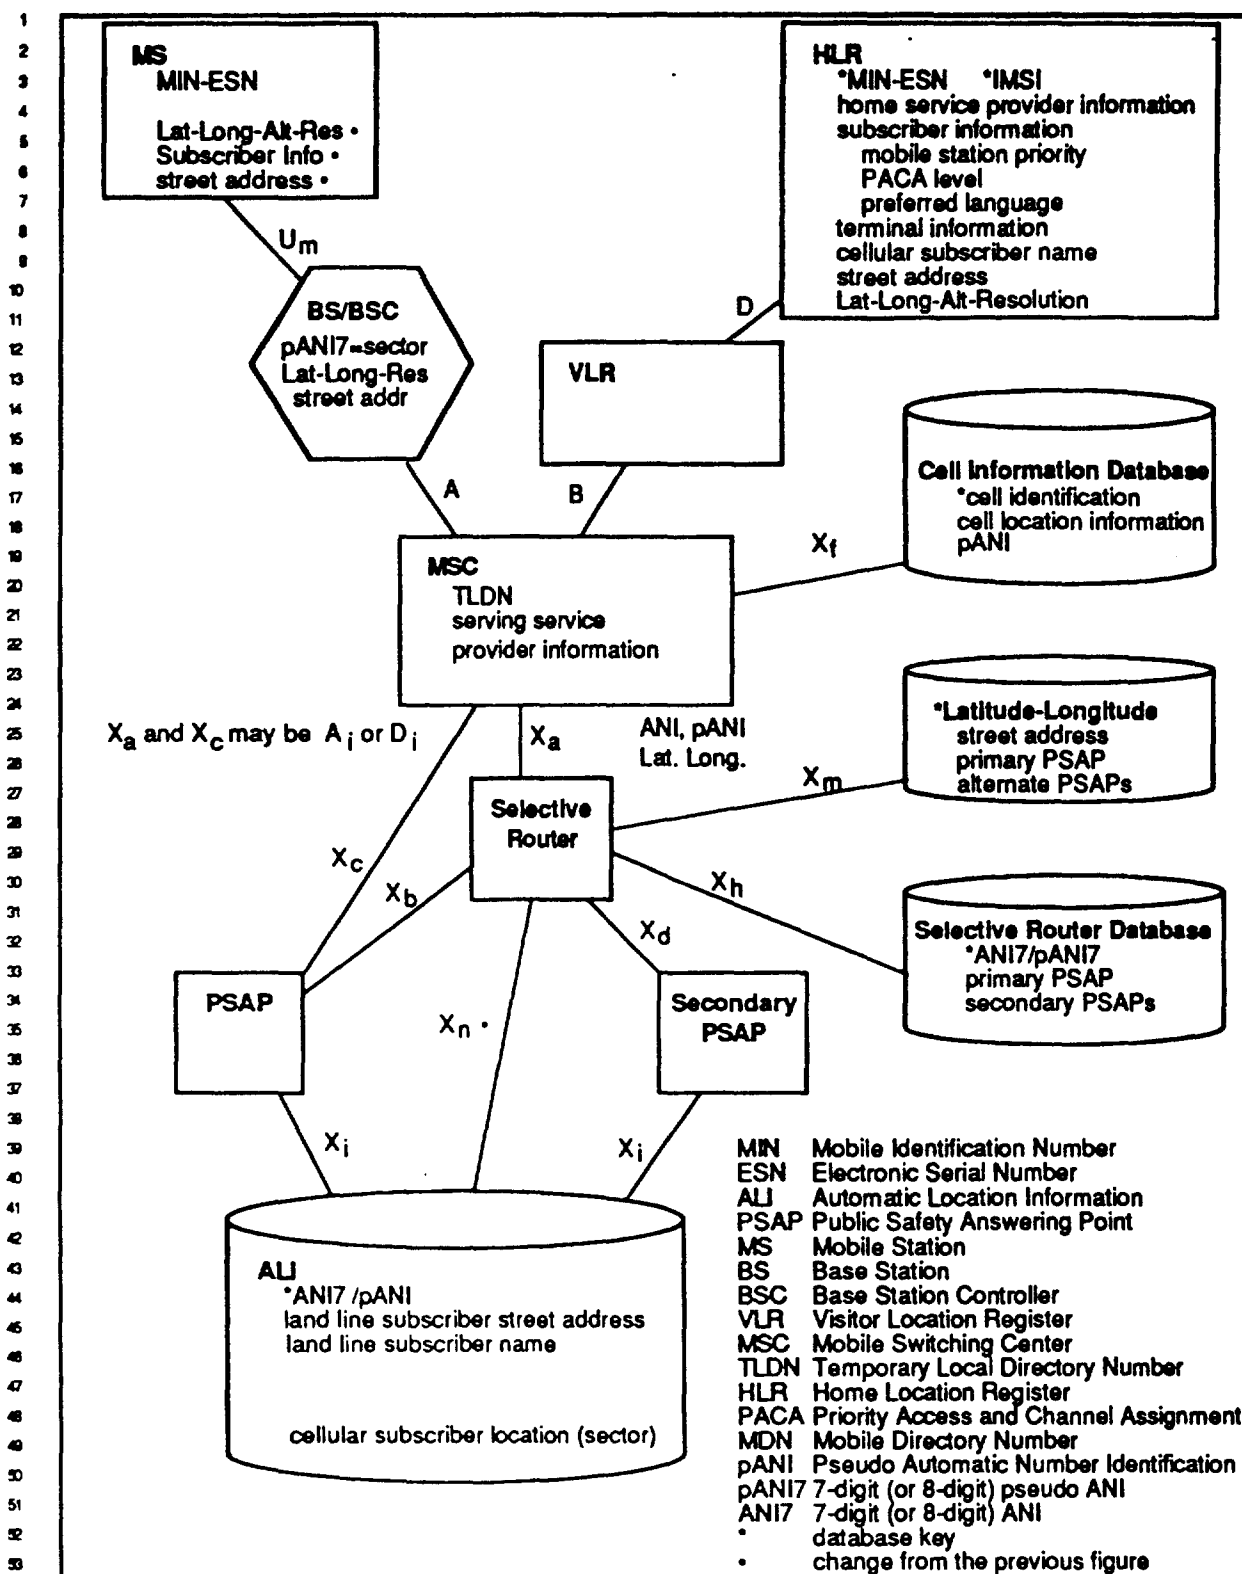 1
2
3
4
5
6
7
8
9
10
11
12
13
14
15
16
17
18
19
20
21
22
23
24
25
26
27
28
29
30
31
32
33
34
35
36
37
38
39
40
41
42
43
44
45
46
47
48
49
50
51
52
53
MS
MIN-ESN
Lat-Long-Alt-Res •
Subscriber Info •
street address •
HLR
*MIN-ESN *IMSI
home service provider information
subscriber information
mobile station priority
PACA level
preferred language
terminal information
cellular subscriber name
street address
Lat-Long-Alt-Resolution
Um
D
BS/BSC
pANI7=sector
Lat-Long-Res
street addr
VLR
A
B
Cell Information Database
*cell identification
cell location information
pANI
Xf
MSC
TLDN
serving service
provider information
Xa and Xc may be Ai or Di
Xa
ANI, pANI
Lat. Long.
*Latitude-Longitude
street address
primary PSAP
alternate PSAPs
Xm
Selective
Router
Xc
Xb
Xh
Xd
Selective Router Database
*ANI7/pANI7
primary PSAP
secondary PSAPs
PSAP
Xn •
Secondary
PSAP
Xi
Xi
ALI
*ANI7 /pANI
land line subscriber street address
land line subscriber name
cellular subscriber location (sector)
MIN Mobile Identification Number
ESN Electronic Serial Number
ALI Automatic Location Information
PSAP Public Safety Answering Point
MS Mobile Station
BS Base Station
BSC Base Station Controller
VLR Visitor Location Register
MSC Mobile Switching Center
TLDN Temporary Local Directory Number
HLR Home Location Register
PACA Priority Access and Channel Assignment
MDN Mobile Directory Number
pANI Pseudo Automatic Number Identification
pANI7 7-digit (or 8-digit) pseudo ANI
ANI7 7-digit (or 8-digit) ANI
* database key
• change from the previous figure